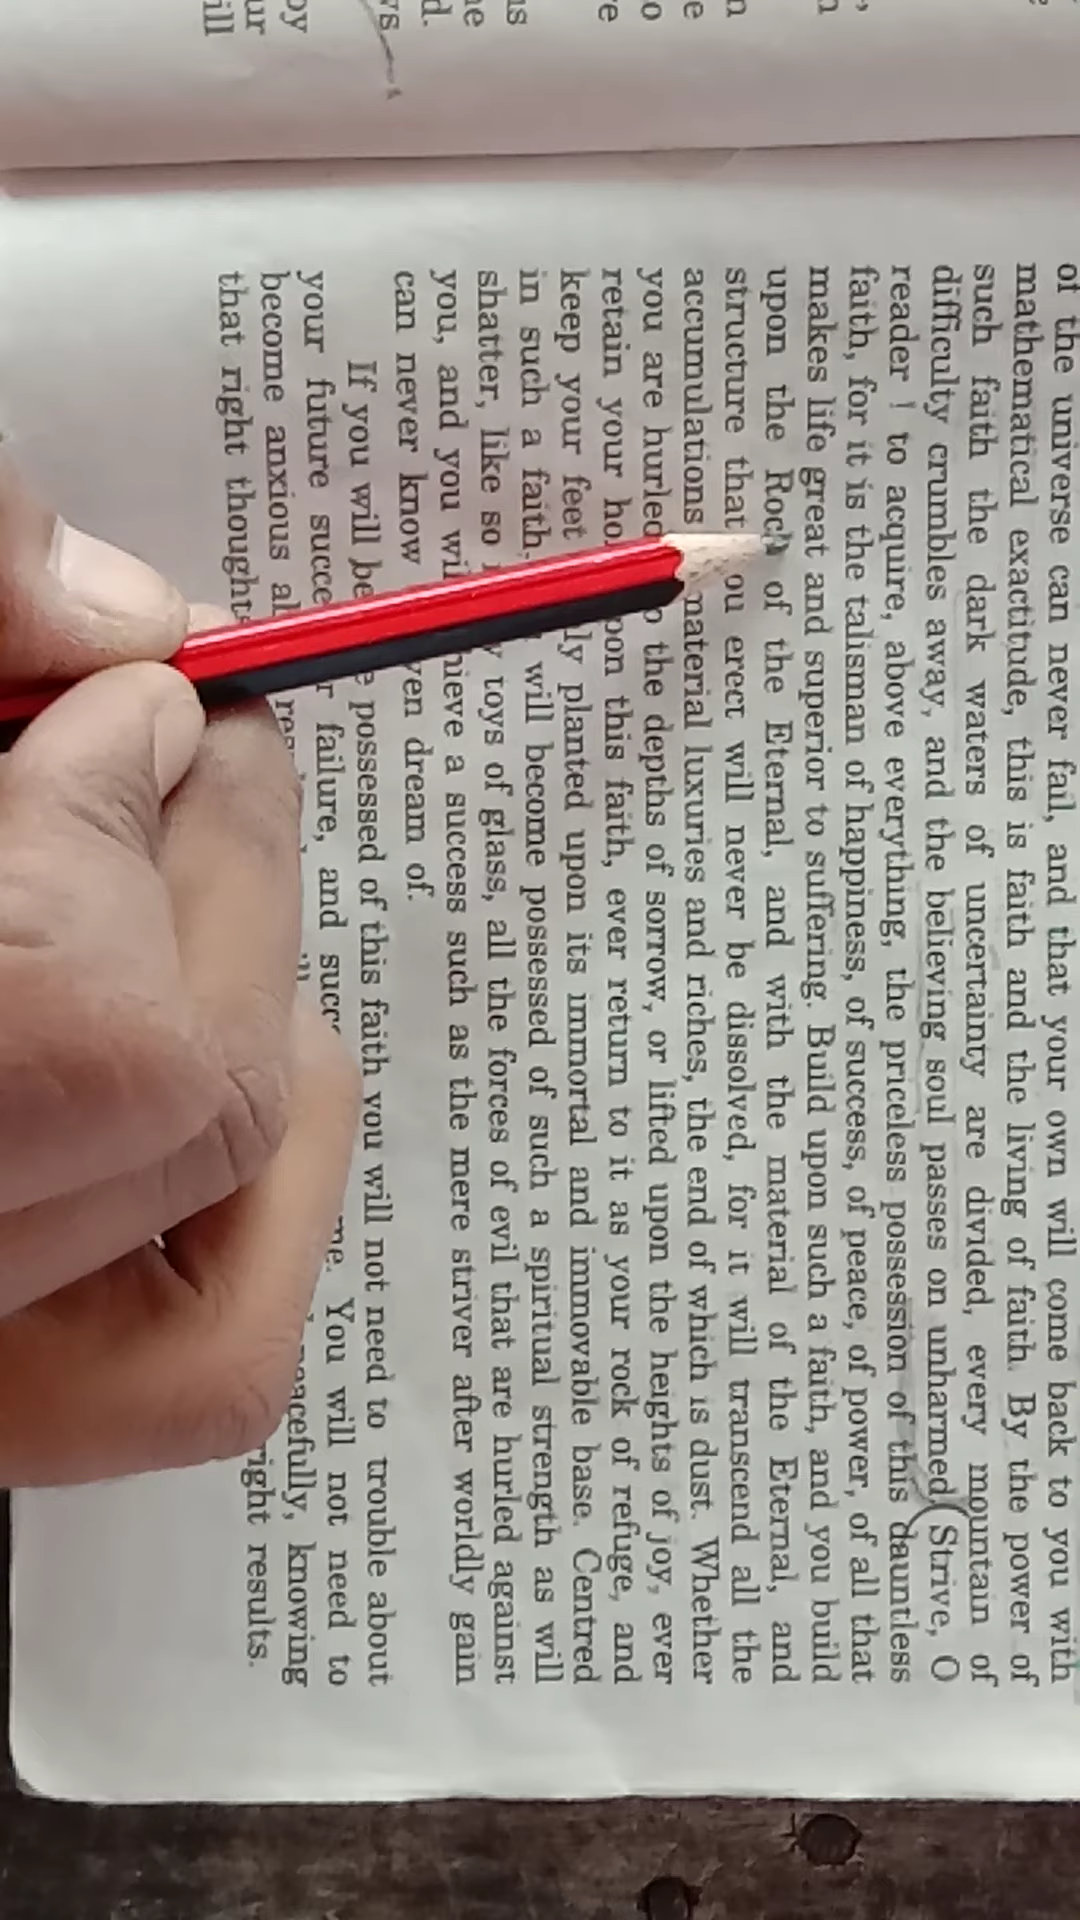 of the universe can never fail, and that your own will come back to you with
mathematical exactitude, this is faith and the living of faith. By the power of
such faith the dark waters of uncertainty are divided, every mountain of
difficulty crumbles away, and the believing soul passes on unharmed. Strive, O
reader ! to acquire, above everything, the priceless possession of this dauntless
faith, for it is the talisman of happiness, of success, of peace, of power, of all that
makes life great and superior to suffering. Build upon such a faith, and you build
upon the Rock of the Eternal, and with the material of the Eternal, and
structure that ou erect will never be dissolved, for it will transcend all the
accumulations material luxuries and riches, the end of which is dust. Whether
you are hurled the depths of sorrow, or lifted upon the heights of joy, ever
retain your ho pon this faith, ever return to it as your rock of refuge, and
keep your feet ly planted upon its immortal and immovable base. Centred
in such a faith, will become possessed of such a spiritual strength as will
shatter, like so toys of glass, all the forces of evil that are hurled against
you, and you wil hieve a success such as the mere striver after worldly gain
can never know ven dream of.
If you will be possessed of this faith you will not need to trouble about
your future succe r failure, and succ me. You will not need to
become anxious peacefully, knowing
that right thoughts right results.